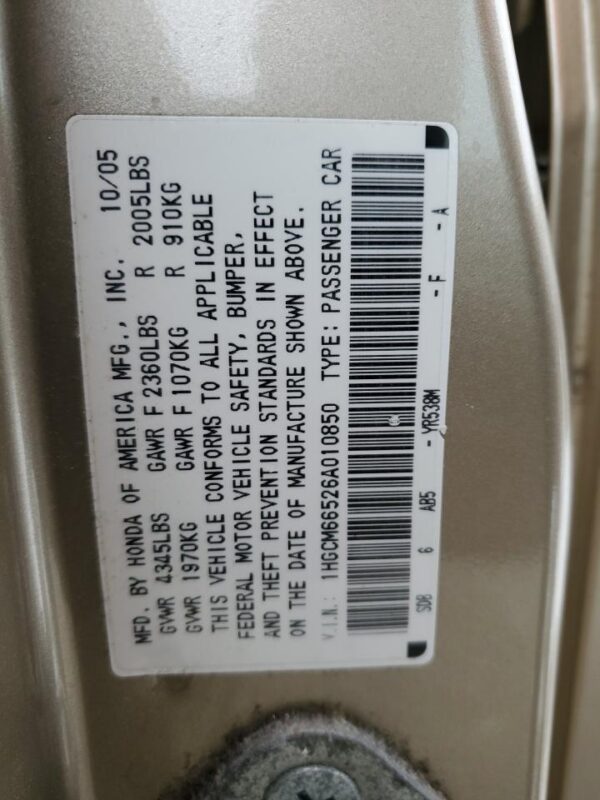 MFD. BY HONDA OF AMERICA MFG., INC. 10/05
GVWR 4345LBS GAWR F 2360LBS R 2005LBS
GVWR 1970KG GAWR F 1070KG R 910KG
THIS VEHICLE CONFORMS TO ALL APPLICABLE
FEDERAL MOTOR VEHICLE SAFETY, BUMPER,
AND THEFT PREVENTION STANDARDS IN EFFECT
ON THE DATE OF MANUFACTURE SHOWN ABOVE.
V.I.N.: 1HGCM66526A010850 TYPE: PASSENGER CAR
SDB 6 AB5 - YR538M - F - A